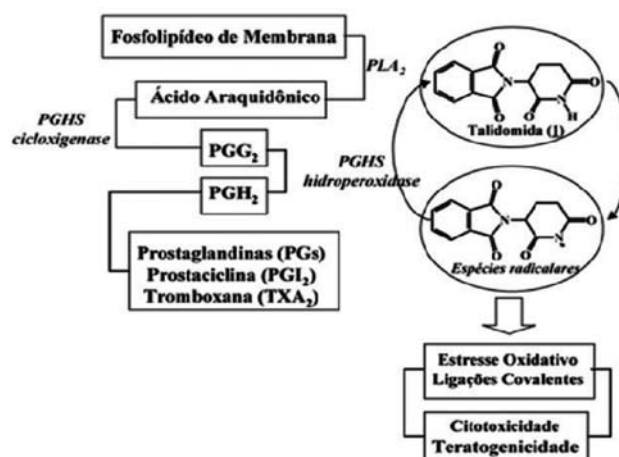 Fosfolipídeo de Membrana
PLA₂
Ácido Araquidônico
PGHS
cicloxigenase
PGG₂
PGH₂
Prostaglandinas (PGs)
Prostaciclina (PGI₂)
Tromboxana (TXA₂)
O
N
O
O
N
H
O
Talidomida (1)
PGHS
hidroperoxidase
O
N
O
O
N•
O
Espécies radicalares
Estresse Oxidativo
Ligações Covalentes
Citotoxicidade
Teratogenicidade